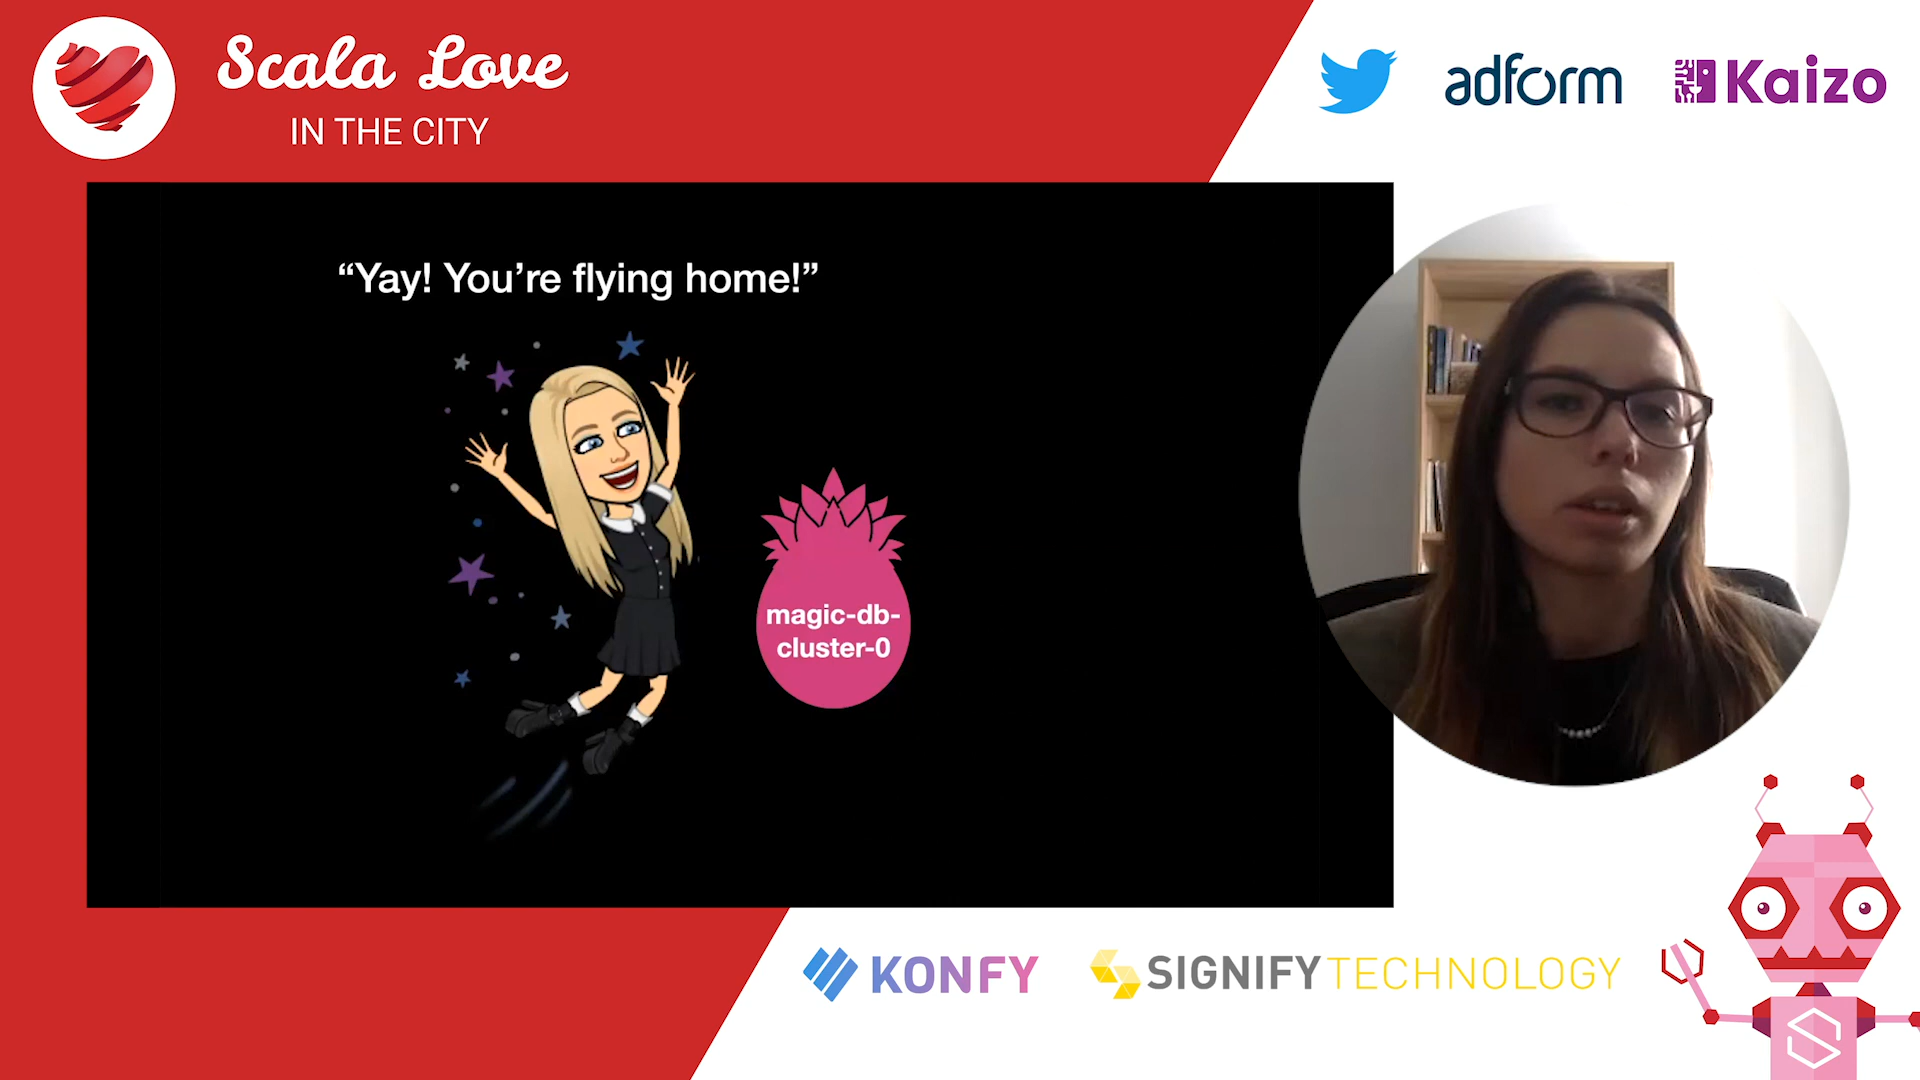 Scala Love
IN THE CITY
adform
Kaizo
“Yay! You’re flying home!”
magic-db-
cluster-0
KONFY
SIGNIFY TECHNOLOGY